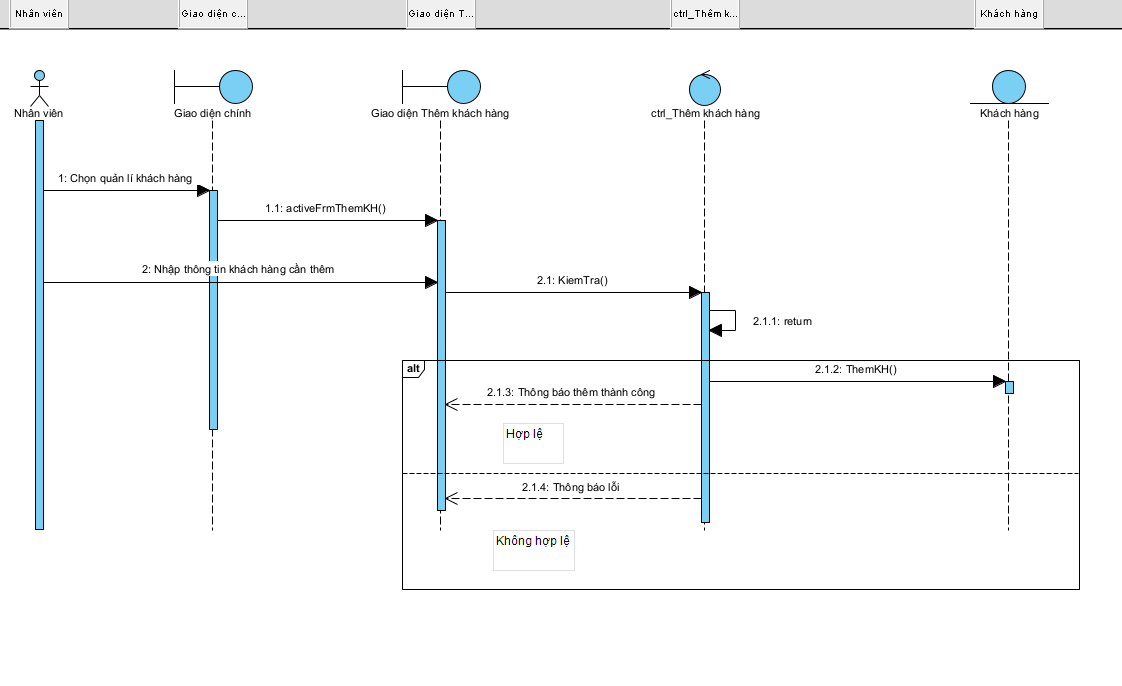 Nhân viên
Giao diện c...
Giao diện T...
ctrl_Thêm k...
Khách hàng
Nhân viên
Giao diện chính
Giao diện Thêm khách hàng
ctrl_Thêm khách hàng
Khách hàng
1: Chọn quản lí khách hàng
1.1: activeFrmThemKH()
2: Nhập thông tin khách hàng cần thêm
2.1: KiemTra()
2.1.1: return
alt
2.1.2: ThemKH()
2.1.3: Thông báo thêm thành công
Hợp lệ
2.1.4: Thông báo lỗi
Không hợp lệ